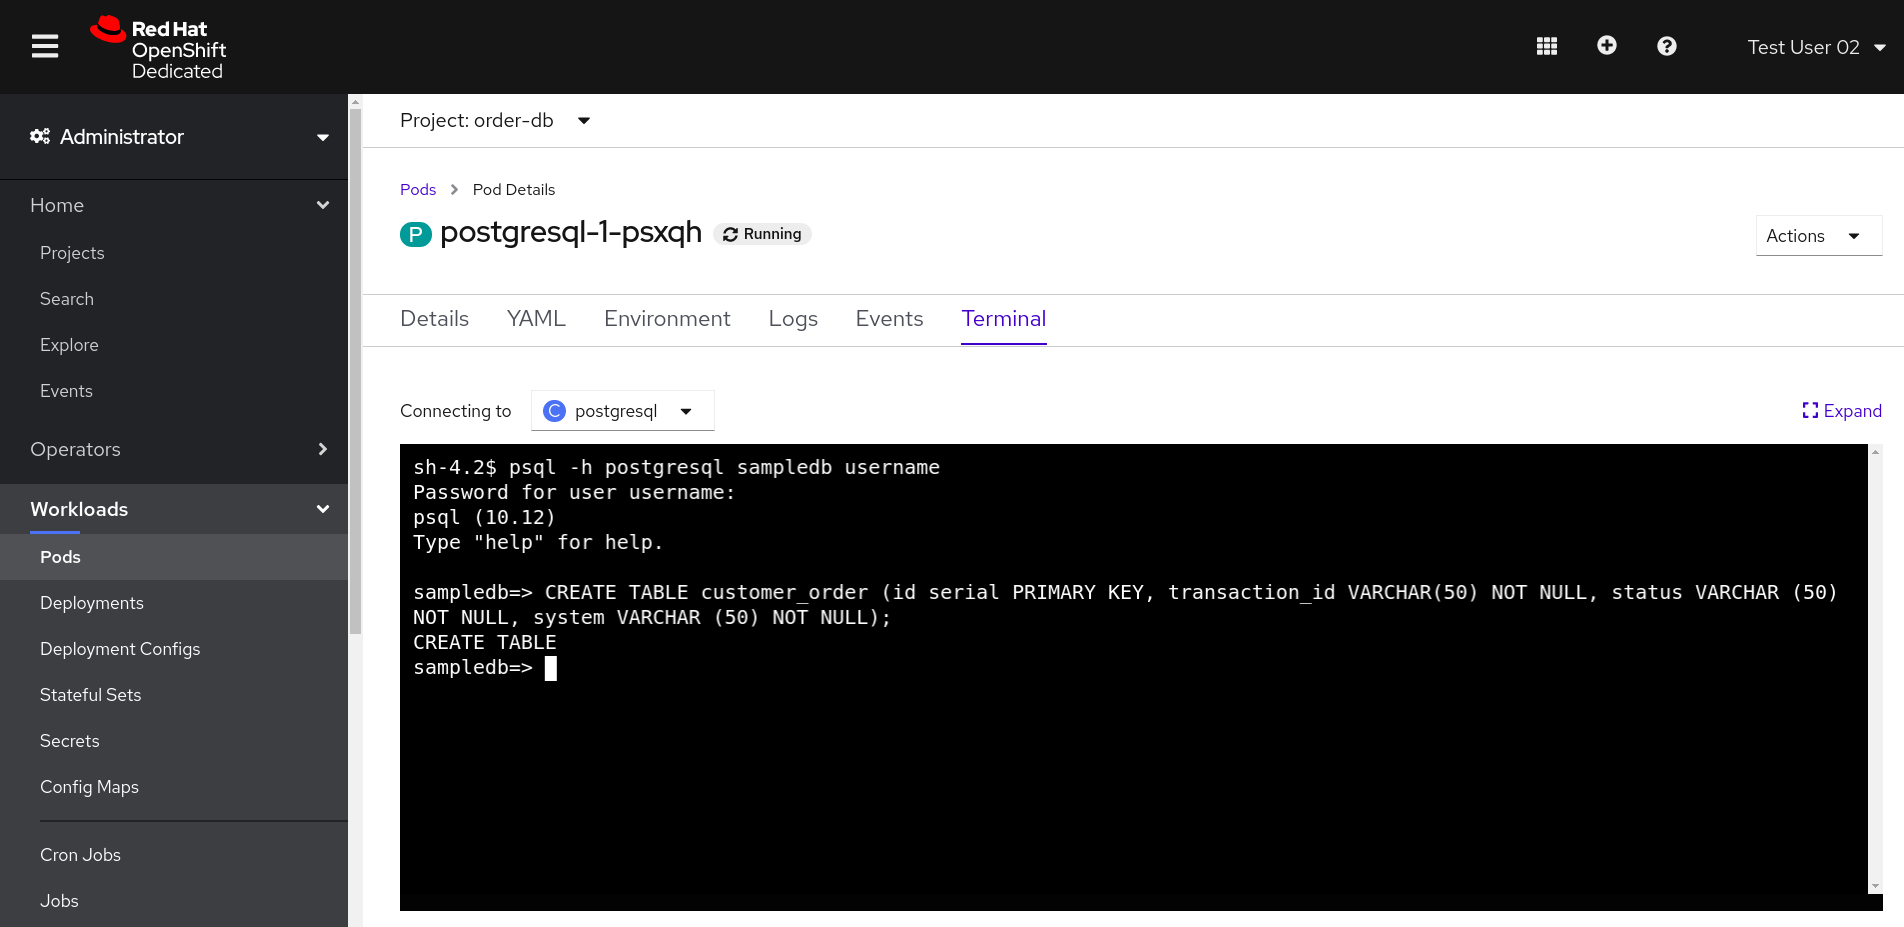 Red Hat
OpenShift
Dedicated
Test User 02
Administrator
Home
Projects
Search
Explore
Events
Operators
Workloads
Pods
Deployments
Deployment Configs
Stateful Sets
Secrets
Config Maps
Cron Jobs
Jobs
Project: order-db
Pods > Pod Details
P postgresql-1-psxqh Running
Actions
Details YAML Environment Logs Events Terminal
Connecting to C postgresql
Expand
sh-4.2$ psql -h postgresql sampledb username
Password for user username:
psql (10.12)
Type "help" for help.
sampledb=> CREATE TABLE customer_order (id serial PRIMARY KEY, transaction_id VARCHAR(50) NOT NULL, status VARCHAR (50)
NOT NULL, system VARCHAR (50) NOT NULL);
CREATE TABLE
sampledb=>